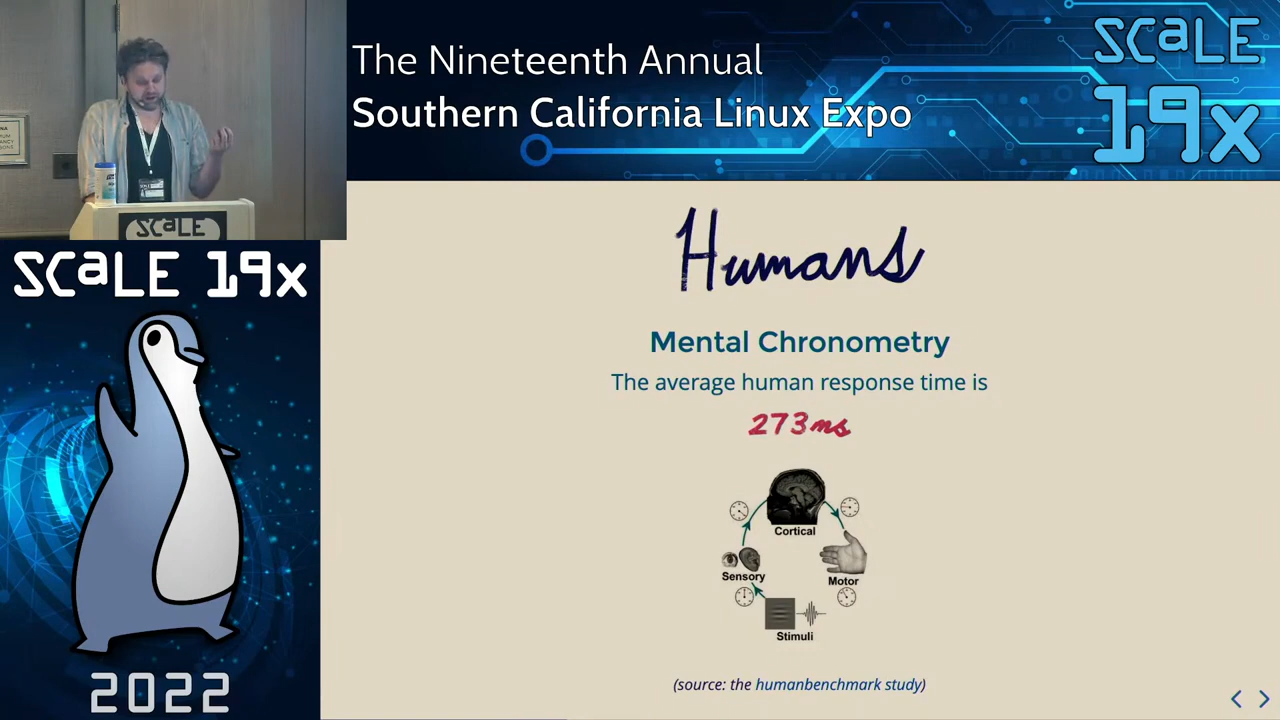 The Nineteenth Annual
Southern California Linux Expo
SCaLE
19x
SCaLE
SCaLE 19x
2022
Humans
Mental Chronometry
The average human response time is
273ms
Cortical
Sensory
Motor
Stimuli
(source: the humanbenchmark study)